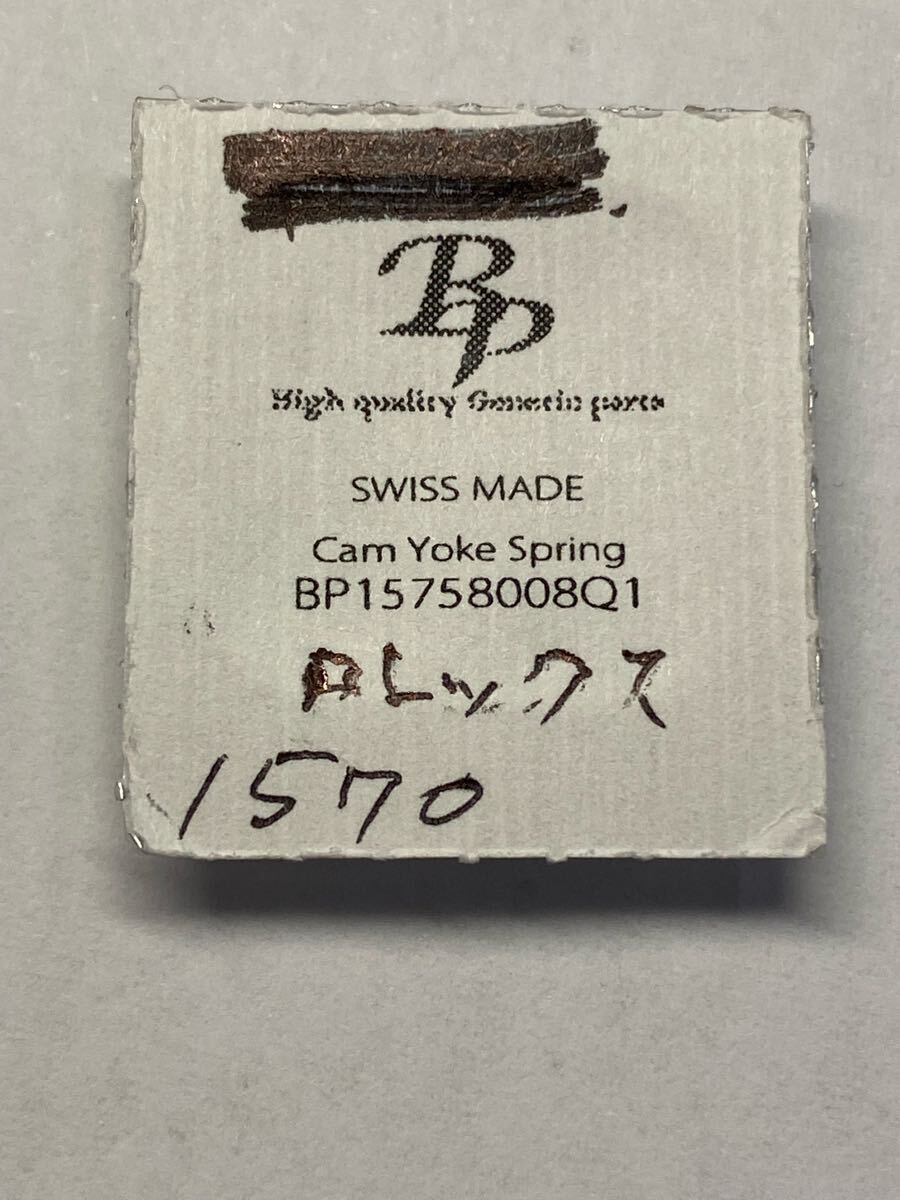 BP
High quality Generic parts
SWISS MADE
Cam Yoke Spring
BP15758008Q1
ロレックス
1570